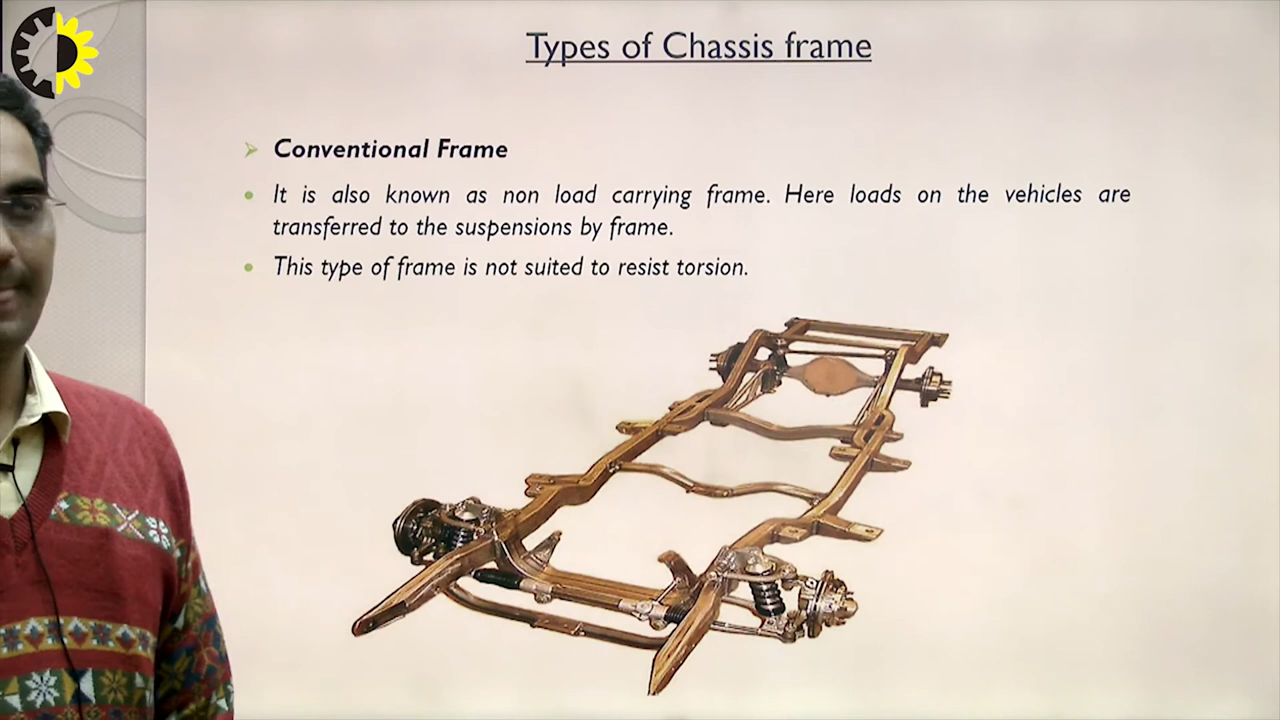 Types of Chassis frame
Conventional Frame
It is also known as non load carrying frame. Here loads on the vehicles are
transferred to the suspensions by frame.
This type of frame is not suited to resist torsion.